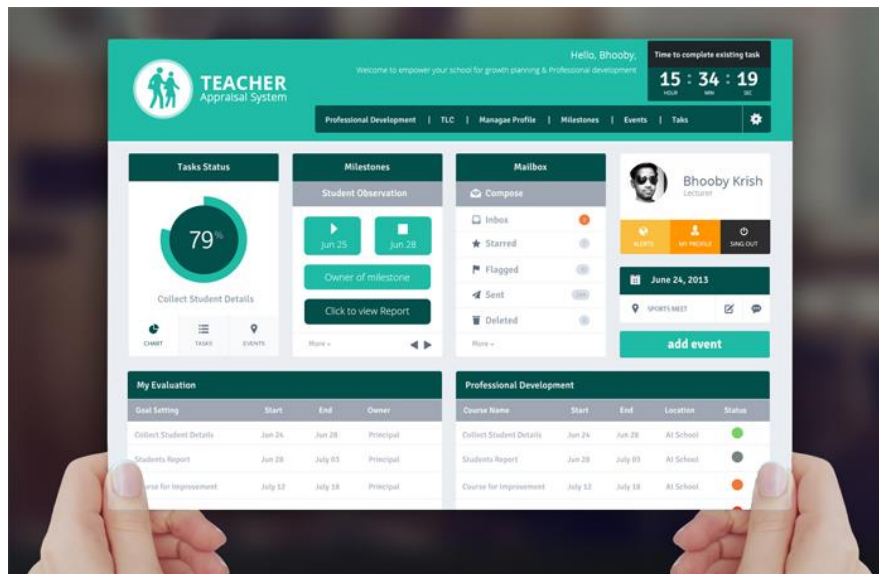 Hello, Bhooby,
Welcome to empower your school for growth planning & Professional development
Time to complete existing task
15 : 34 : 19
HOUR MIN SEC
TEACHER
Appraisal System
Professional Development | TLC | Managae Profile | Milestones | Events | Taks
Tasks Status
79%
Collect Student Details
CHART TASKS EVENTS
Milestones
Student Observation
Jun 25 Jun 28
Owner of milestone
Click to view Report
More
Mailbox
Compose
Inbox
Starred
Flagged
Sent
Deleted
More
Bhooby Krish
Lecturer
ALERTS MY PROFILE SING OUT
June 24, 2013
SPORTS MEET
add event
My Evaluation
Goal Setting Start End Owner
Collect Student Details Jun 24 Jun 28 Principal
Students Report Jun 28 July 03 Principal
Course for Improvement July 12 July 18 Principal
Professional Development
Course Name Start End Location Status
Collect Student Details Jun 24 Jun 28 At School
Students Report Jun 28 July 03 At School
Course for Improvement July 12 July 18 At School